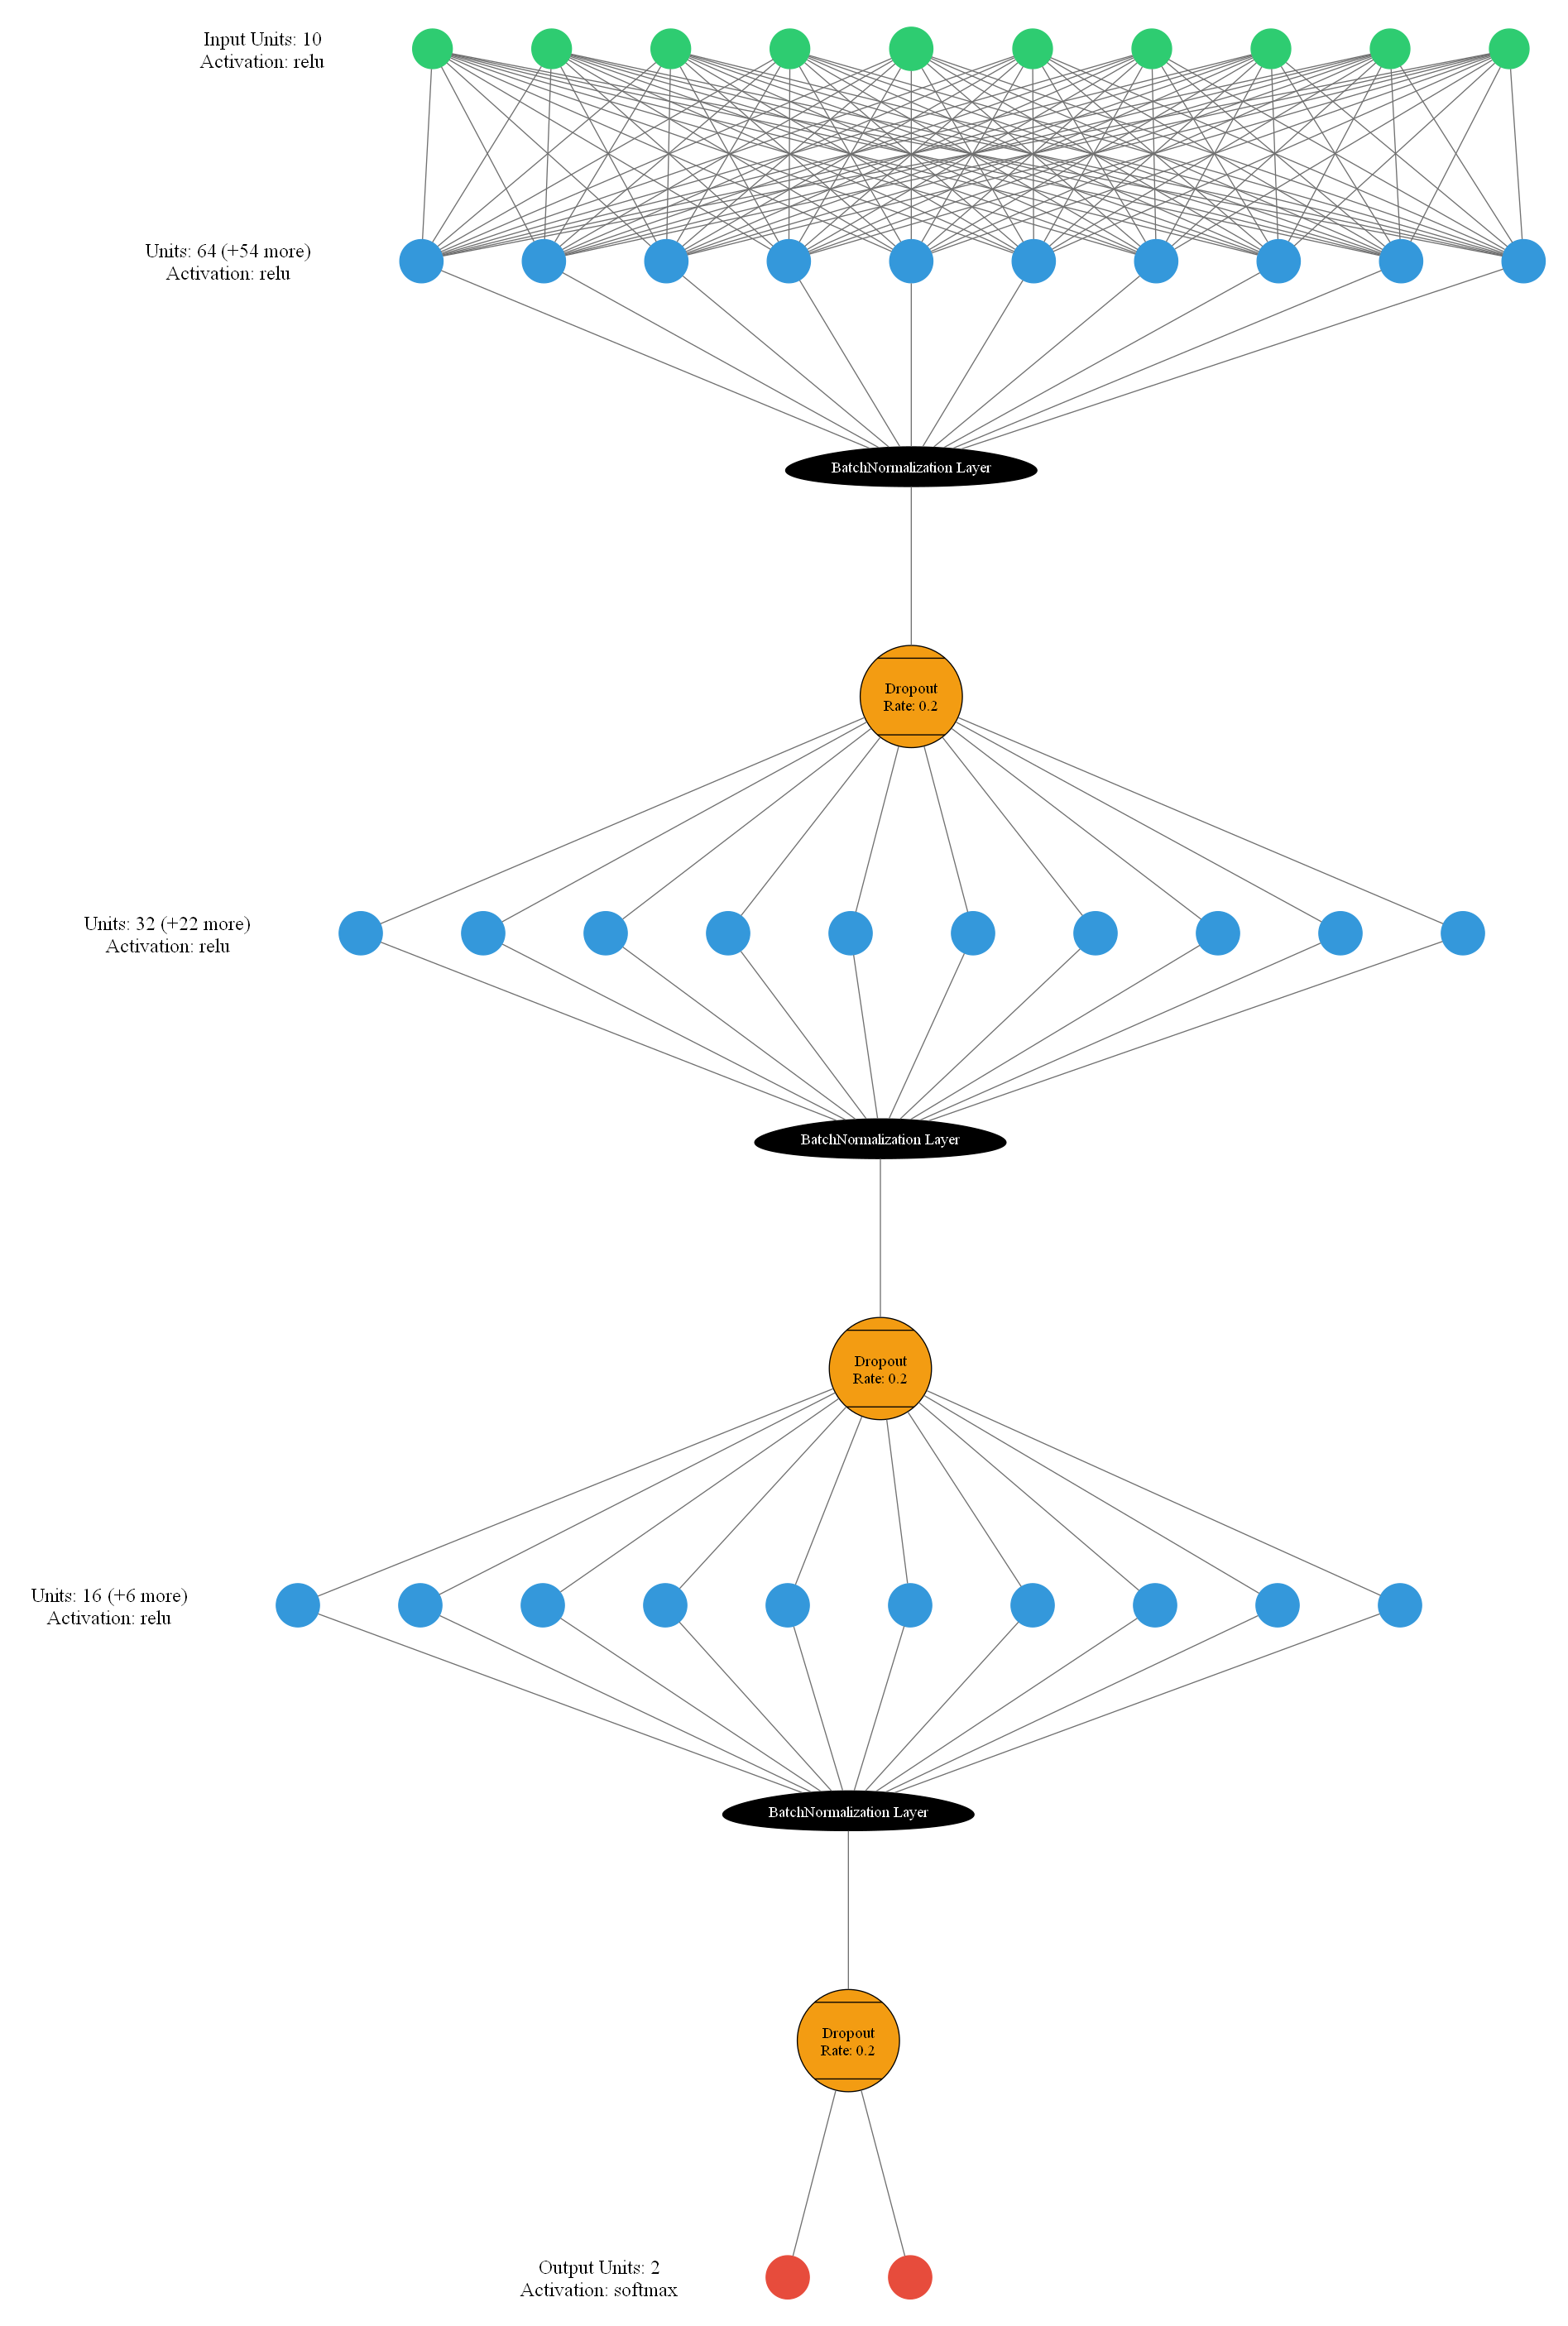 Input Units: 10
Activation: relu
Units: 64 (+54 more)
Activation: relu
BatchNormalization Layer
Dropout
Rate: 0.2
Units: 32 (+22 more)
Activation: relu
BatchNormalization Layer
Dropout
Rate: 0.2
Units: 16 (+6 more)
Activation: relu
BatchNormalization Layer
Dropout
Rate: 0.2
Output Units: 2
Activation: softmax